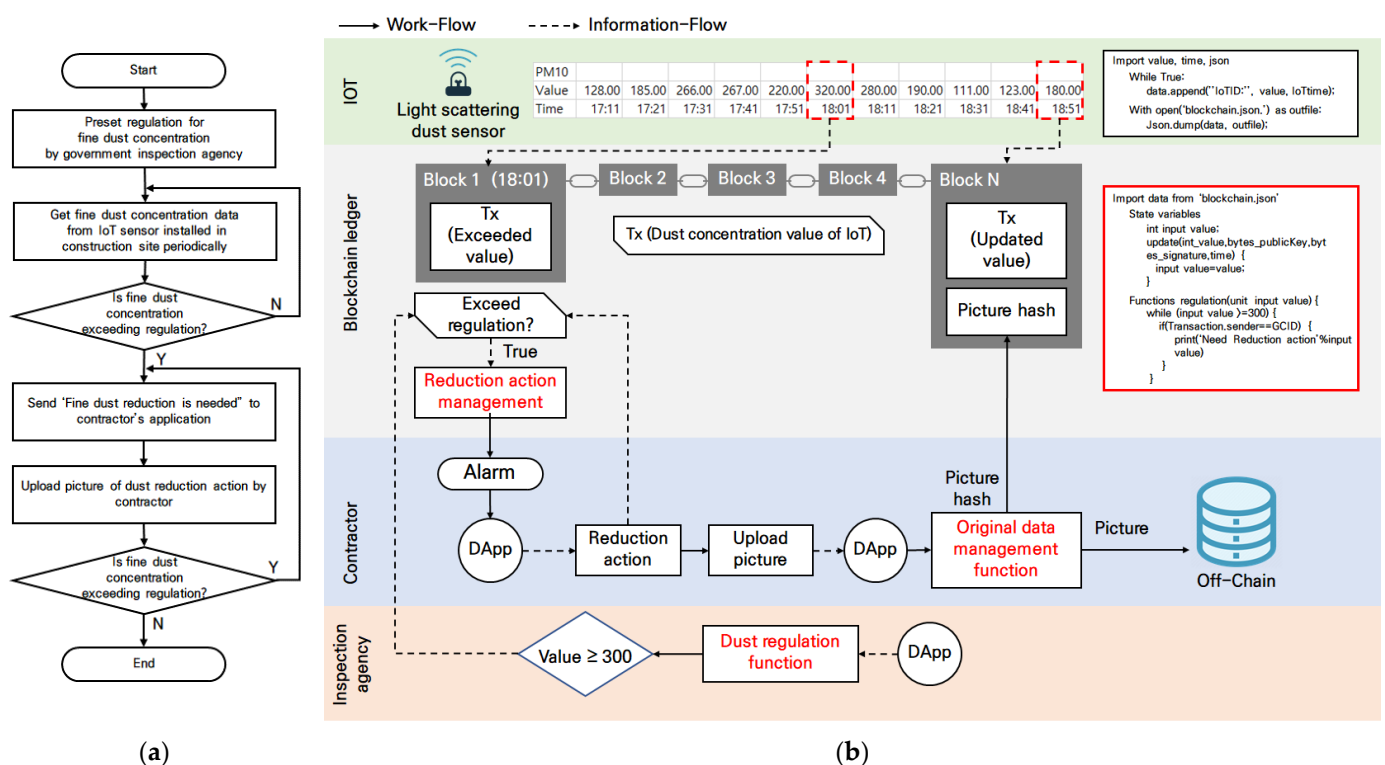 Start
Preset regulation for
fine dust concentration
by government inspection agency
Get fine dust concentration data
from IoT sensor installed in
construction site periodically
Is fine dust
concentration
exceeding regulation?
N
Y
Send ‘Fine dust reduction is needed” to
contractor’s application
Upload picture of dust reduction action by
contractor
Is fine dust
concentration
exceeding regulation?
Y
N
End
(a)
Work-Flow
Information-Flow
IOT
Light scattering
dust sensor
PM10
Value 128.00 185.00 266.00 267.00 220.00 320.00 280.00 190.00 111.00 123.00 180.00
Time 17:11 17:21 17:31 17:41 17:51 18:01 18:11 18:21 18:31 18:41 18:51
Import value, time, json
While True:
data.append(''IoTID:'', value, IoTtime);
With open('blockchain.json.') as outfile:
Json.dump(data, outfile);
Blockchain ledger
Block 1 (18:01)
Block 2
Block 3
Block 4
Block N
Tx
(Exceeded
value)
Tx (Dust concentration value of IoT)
Tx
(Updated
value)
Picture hash
Import data from 'blockchain.json'
State variables
int input value;
update(int_value,bytes_publicKey,byt
es_signature,time) {
input value=value;
}
Functions regulation(unit input value) {
while (input value >=300) {
if(Transaction.sender==GCID) {
print('Need Reduction action'%input
value)
}
}
Exceed
regulation?
True
Reduction action
management
Contractor
Alarm
DApp
Reduction
action
Upload
picture
DApp
Picture
hash
Original data
management
function
Picture
Off-Chain
Inspection
agency
Value ≥ 300
Dust regulation
function
DApp
(b)